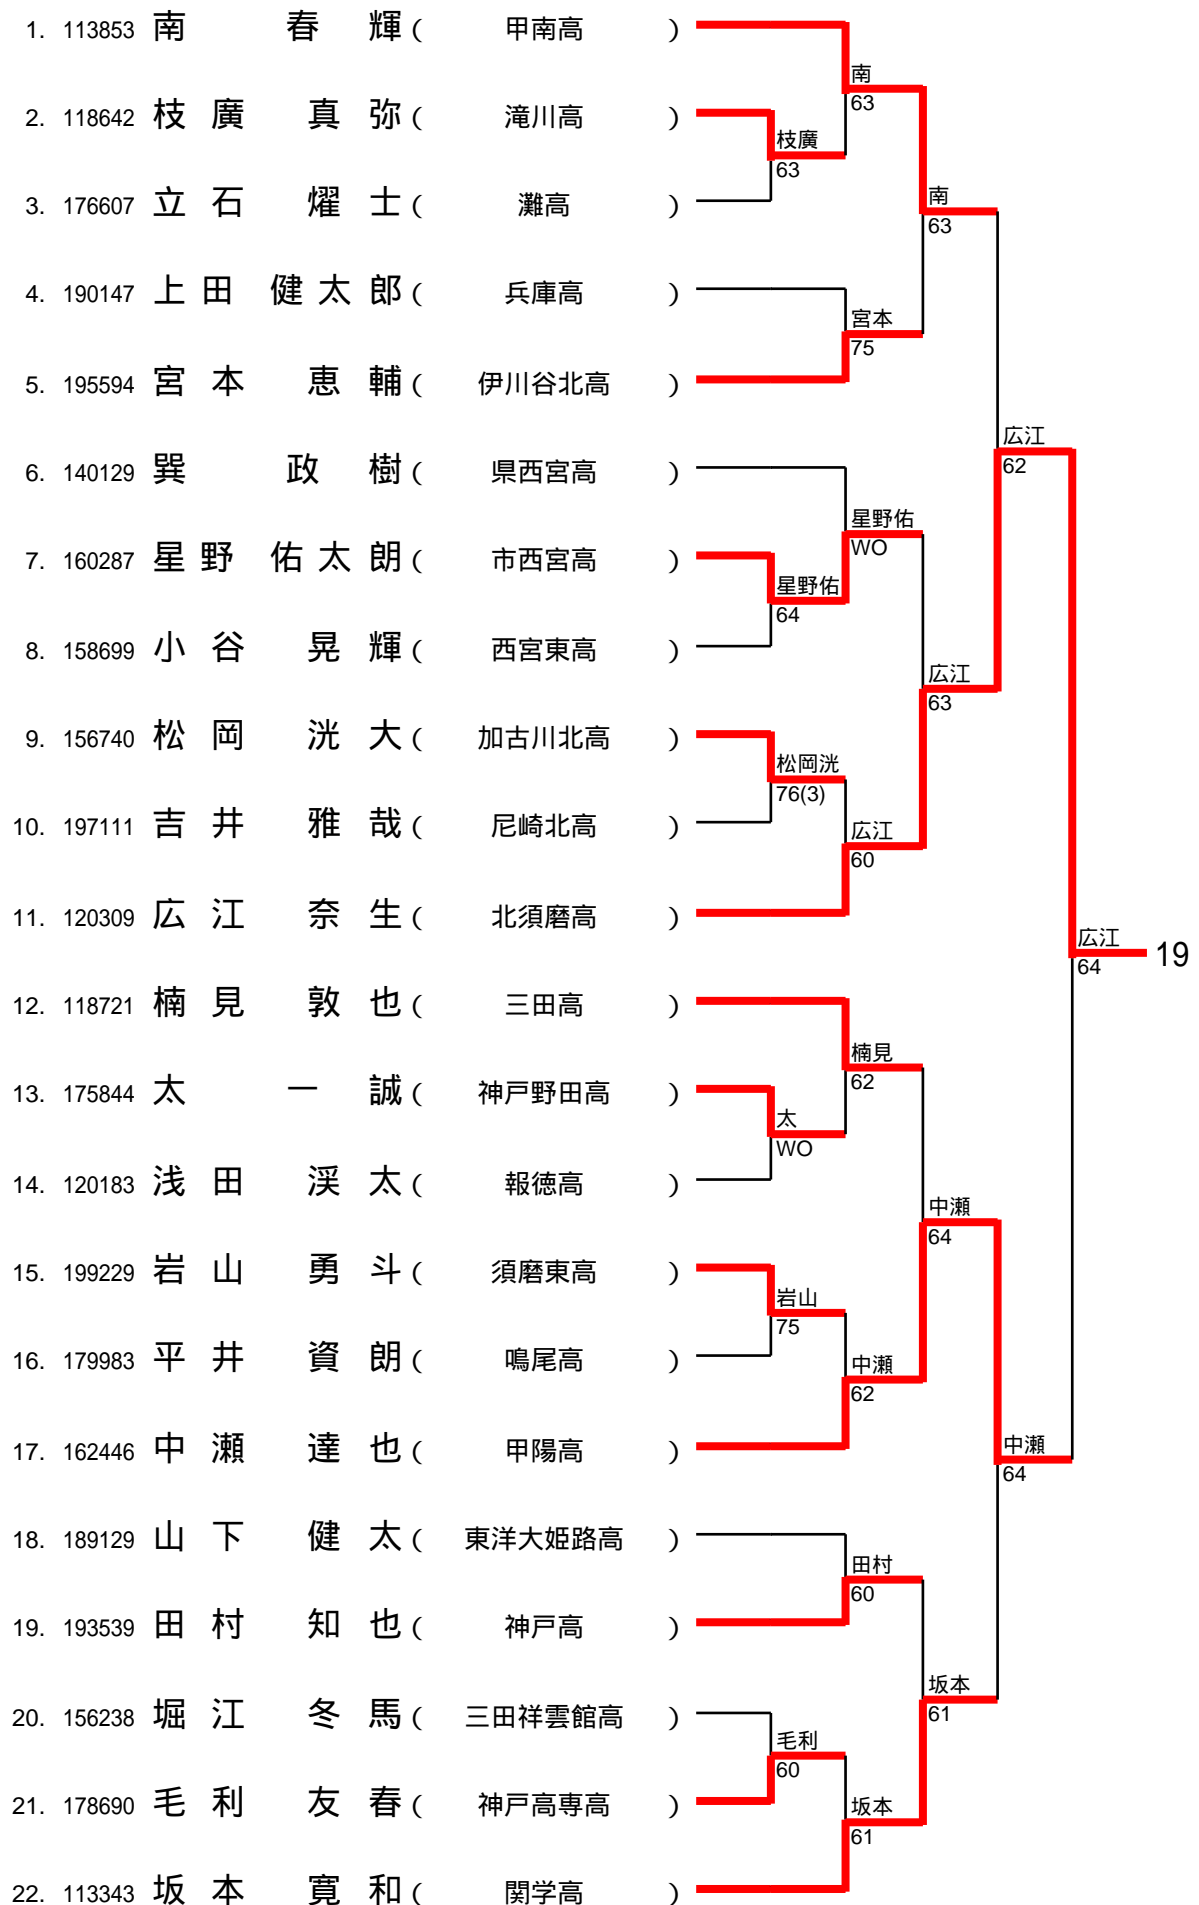 1. 113853 南 春 輝 ( 甲南高 )
南
63
2. 118642 枝 廣 真 弥 ( 滝川高 )
枝廣
63
3. 176607 立 石 燿 士 ( 灘高 )
南
63
4. 190147 上 田 健 太 郎 ( 兵庫高 )
宮本
75
5. 195594 宮 本 恵 輔 ( 伊川谷北高 )
広江
62
6. 140129 巽 政 樹 ( 県西宮高 )
星野佑
WO
7. 160287 星 野 佑 太 朗 ( 市西宮高 )
星野佑
64
8. 158699 小 谷 晃 輝 ( 西宮東高 )
広江
63
9. 156740 松 岡 洸 大 ( 加古川北高 )
松岡洸
76(3)
10. 197111 吉 井 雅 哉 ( 尼崎北高 )
広江
60
11. 120309 広 江 奈 生 ( 北須磨高 )
広江
64
19
12. 118721 楠 見 敦 也 ( 三田高 )
楠見
62
13. 175844 太 一 誠 ( 神戸野田高 )
太
WO
14. 120183 浅 田 渓 太 ( 報徳高 )
中瀬
64
15. 199229 岩 山 勇 斗 ( 須磨東高 )
岩山
75
16. 179983 平 井 資 朗 ( 鳴尾高 )
中瀬
62
17. 162446 中 瀬 達 也 ( 甲陽高 )
中瀬
64
18. 189129 山 下 健 太 ( 東洋大姫路高 )
田村
60
19. 193539 田 村 知 也 ( 神戸高 )
坂本
61
20. 156238 堀 江 冬 馬 ( 三田祥雲館高 )
毛利
60
21. 178690 毛 利 友 春 ( 神戸高専高 )
坂本
61
22. 113343 坂 本 寛 和 ( 関学高 )